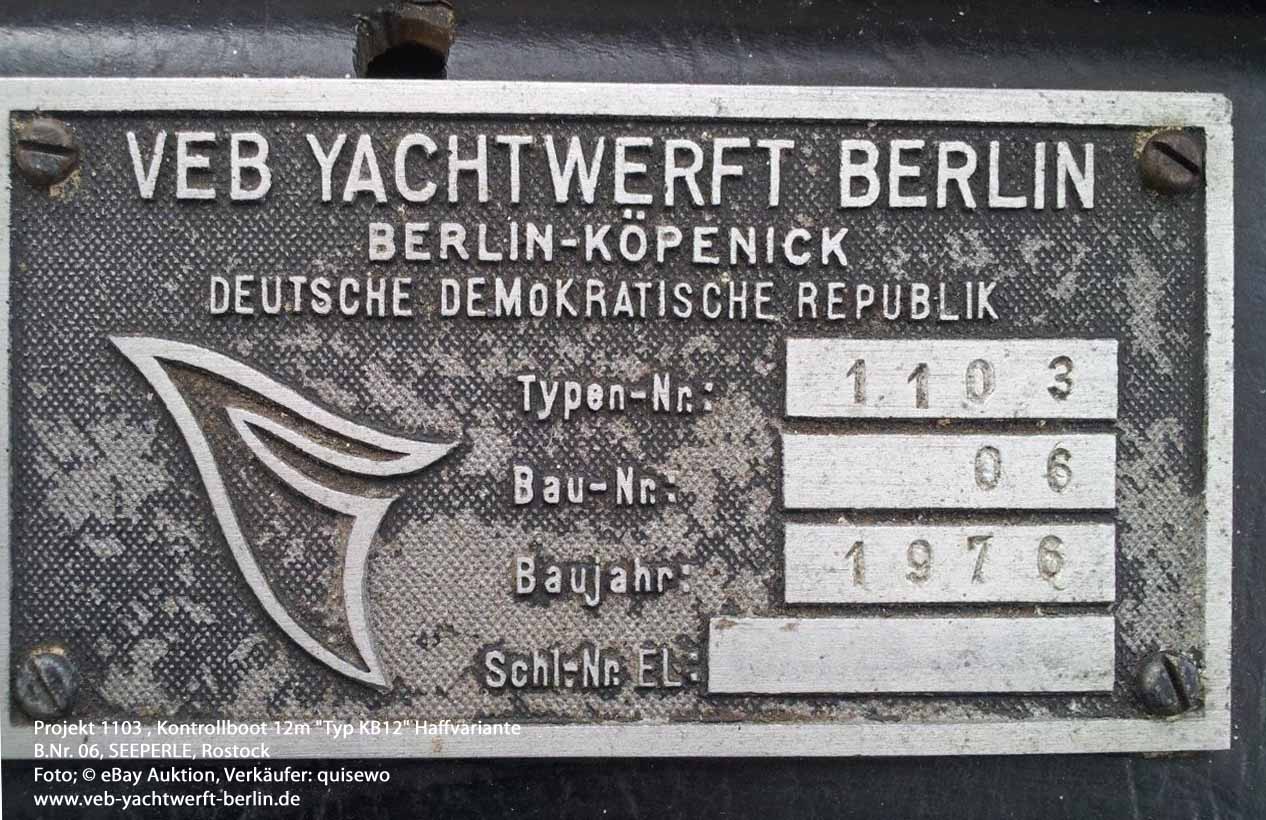 VEB YACHTWERFT BERLIN
BERLIN-KÖPENICK
DEUTSCHE DEMOKRATISCHE REPUBLIK
Typen-Nr.: 1103
Bau-Nr.: 06
Baujahr: 1976
Schl.-Nr. EL.:
Projekt 1103 , Kontrollboot 12m "Typ KB12" Haffvariante
B.Nr. 06, SEEPERLE, Rostock
Foto; © eBay Auktion, Verkäufer: quisewo
www.veb-yachtwerft-berlin.de